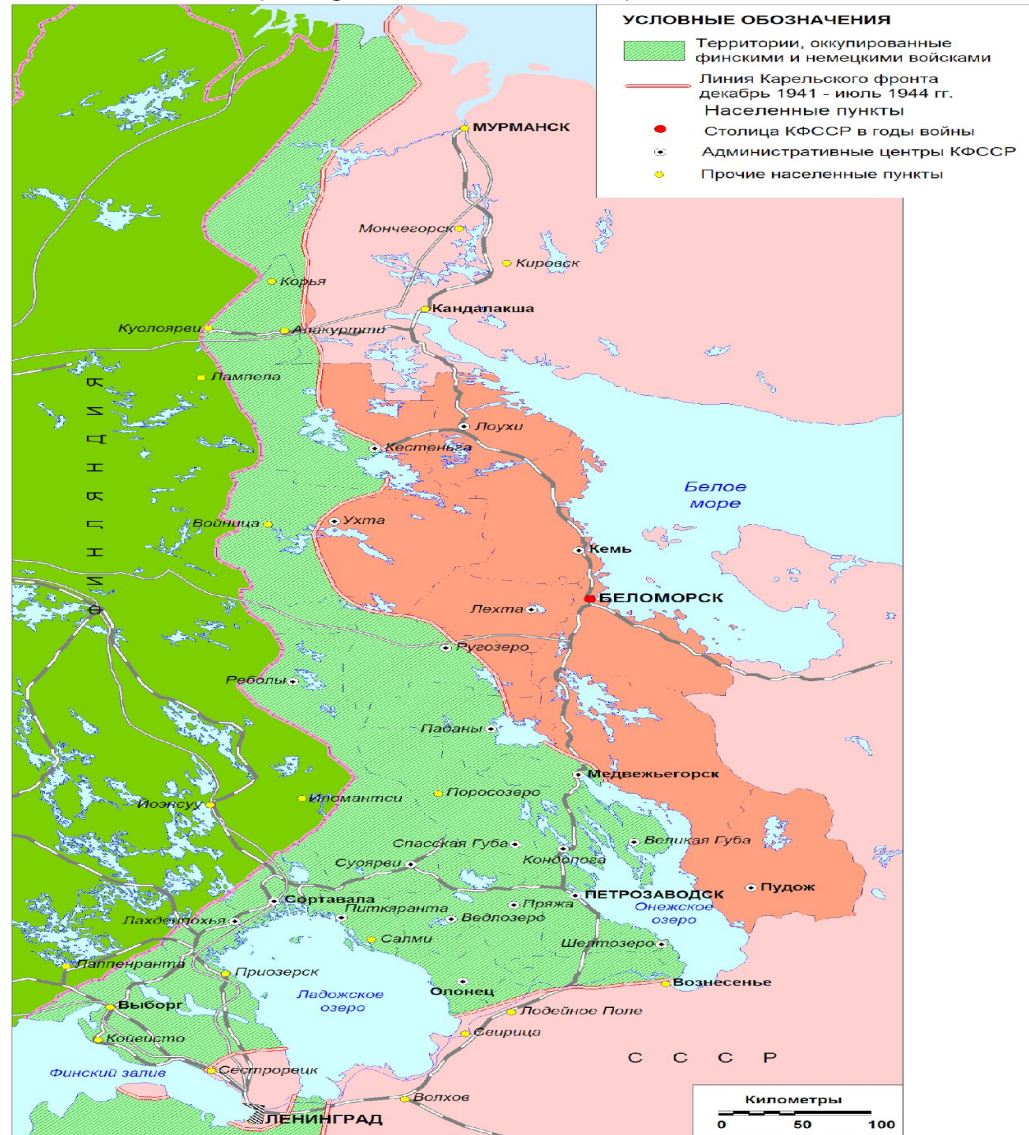 УСЛОВНЫЕ ОБОЗНАЧЕНИЯ
Территории, оккупированные
финскими и немецкими войсками
Линия Карельского фронта
декабрь 1941 - июль 1944 гг.
Населенные пункты
Столица КФССР в годы войны
Административные центры КФССР
Прочие населенные пункты
МУРМАНСК
Мончегорск
Кировск
Корья
Кандалакша
Куолоярви
Алакуртти
Лампела
ФИНЛЯНДИЯ
Лоухи
Кестеньга
Белое
море
Войница
Ухта
Кемь
Лехта
БЕЛОМОРСК
Ругозеро
Реболы
Паданы
Медвежьегорск
Йоэнсуу
Иломантси
Поросозеро
Спасская Губа
Великая Губа
Суоярви
Кондопога
Пудож
Сортавала
ПЕТРОЗАВОДСК
Питкяранта
Пряжа
Онежское
озеро
Лахденпохья
Ведлозеро
Салми
Шелтозеро
Лаппенранта
Приозерск
Олонец
Вознесенье
Ладожское
озеро
Выборг
Лодейное Поле
Свирица
Койвисто
СССР
Финский залив
Сестрорецк
Волхов
ЛЕНИНГРАД
Километры
0 50 100